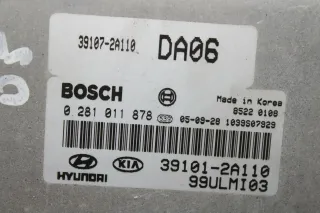 39107-2A110 DA06
BOSCH
Made in Korea
8522 0108
0 281 011 878 05-09-28 1039S07929
HYUNDAI KIA
39101-2A110
99ULMI03